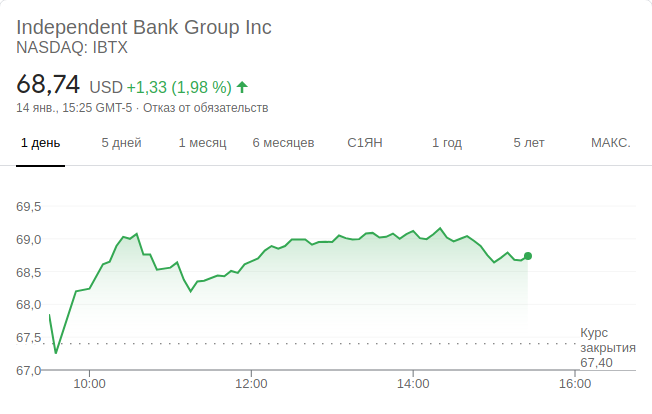 Independent Bank Group Inc
NASDAQ: IBTX
68,74 USD +1,33 (1,98 %)
14 янв., 15:25 GMT-5 · Отказ от обязательств
1 день 5 дней 1 месяц 6 месяцев С1ЯН 1 год 5 лет МАКС.
69,5
69,0
68,5
68,0
67,5
67,0
Курс
закрытия
67,40
10:00 12:00 14:00 16:00